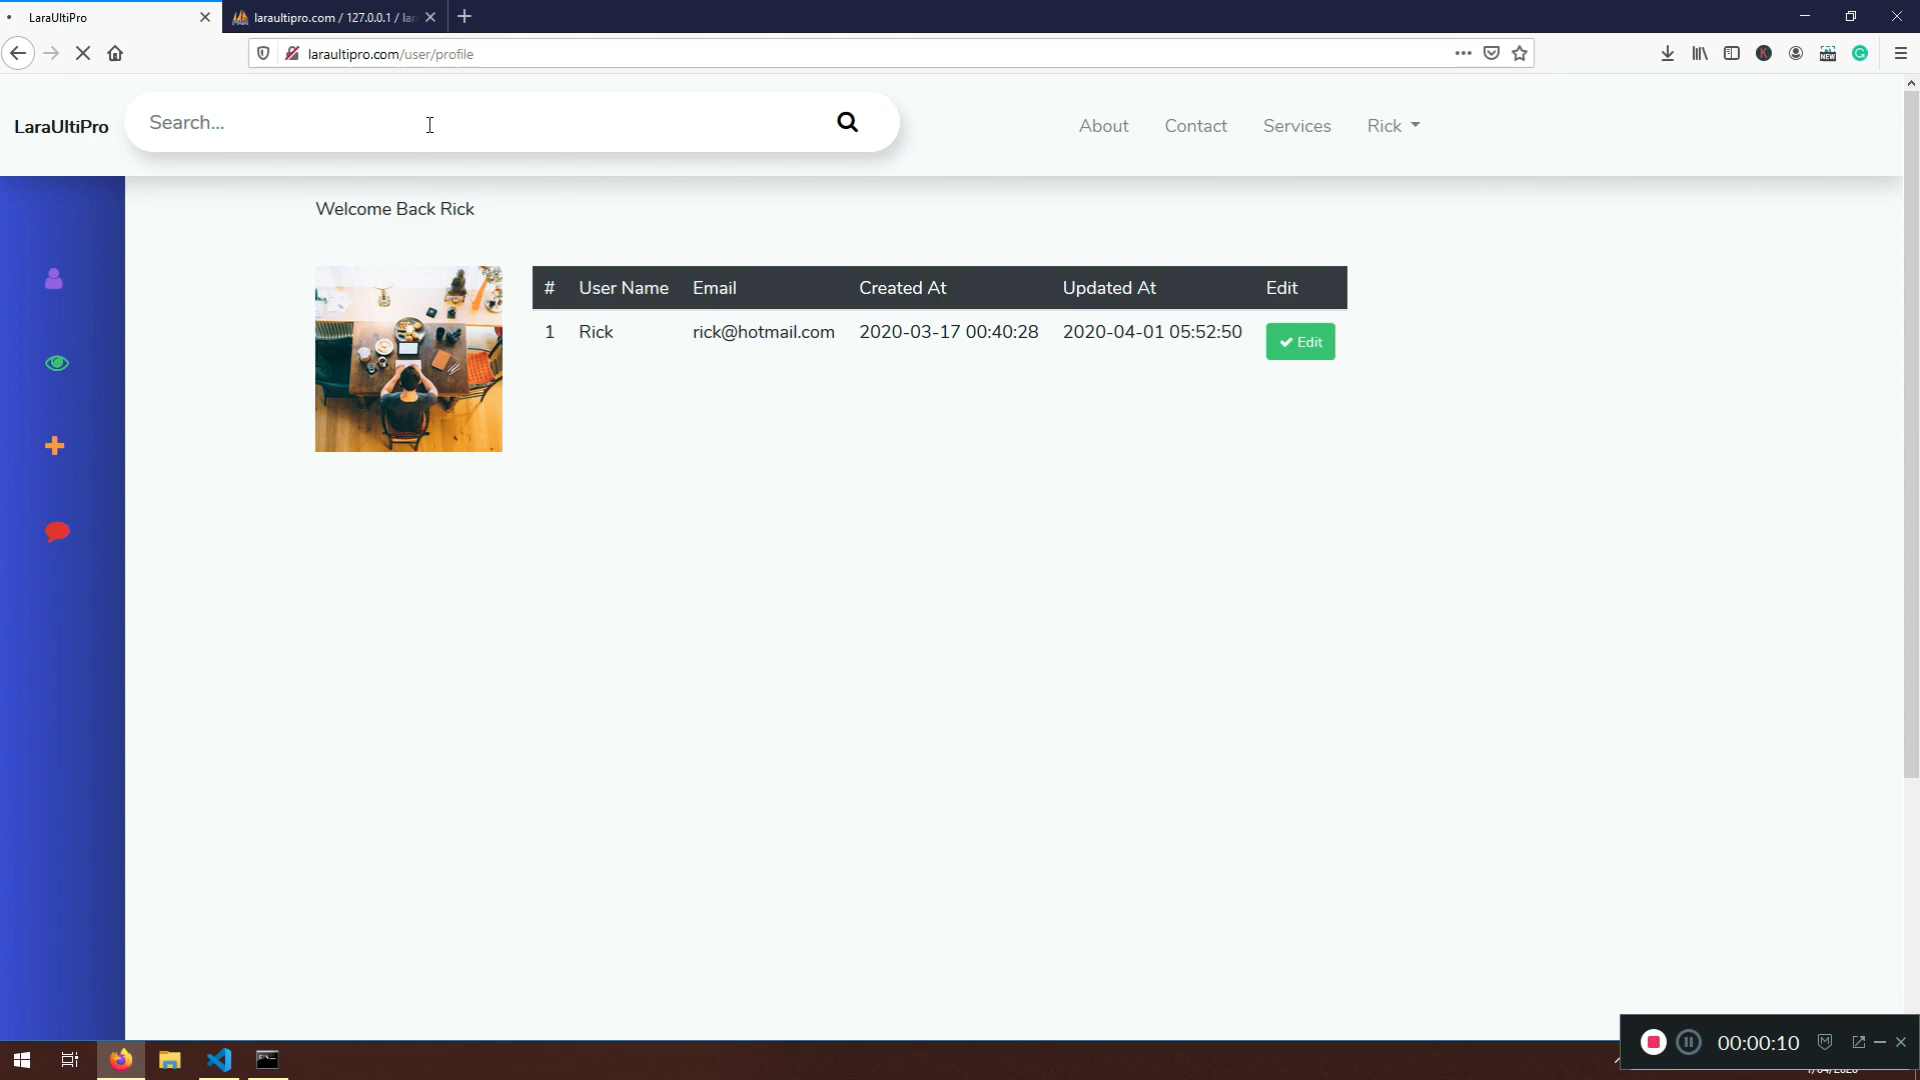 LaraUltiPro
laraultipro.com / 127.0.0.1 / lar
laraultipro.com/user/profile
LaraUltiPro
Search...
About
Contact
Services
Rick
Welcome Back Rick
# User Name Email Created At Updated At Edit
1 Rick rick@hotmail.com 2020-03-17 00:40:28 2020-04-01 05:52:50 Edit
00:00:10